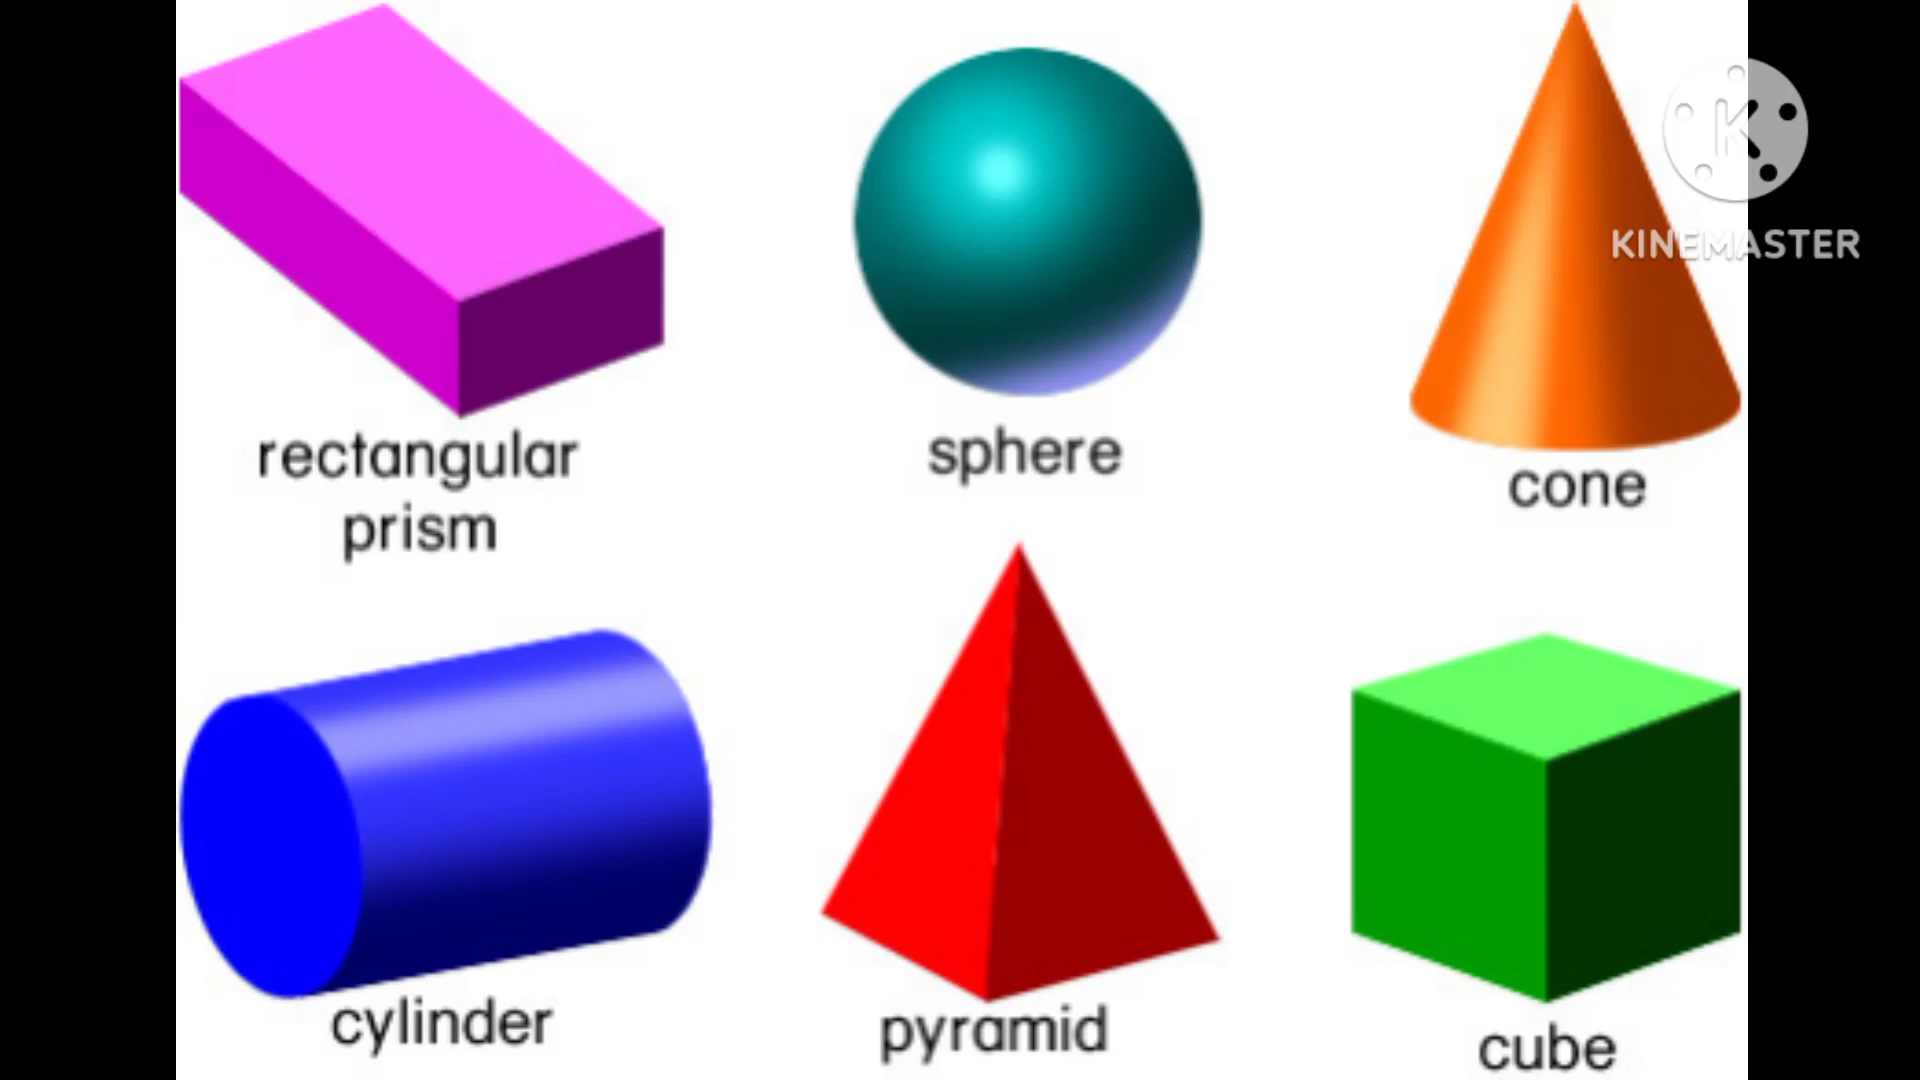 KINEMASTER
rectangular
prism
sphere
cone
cylinder
pyramid
cube